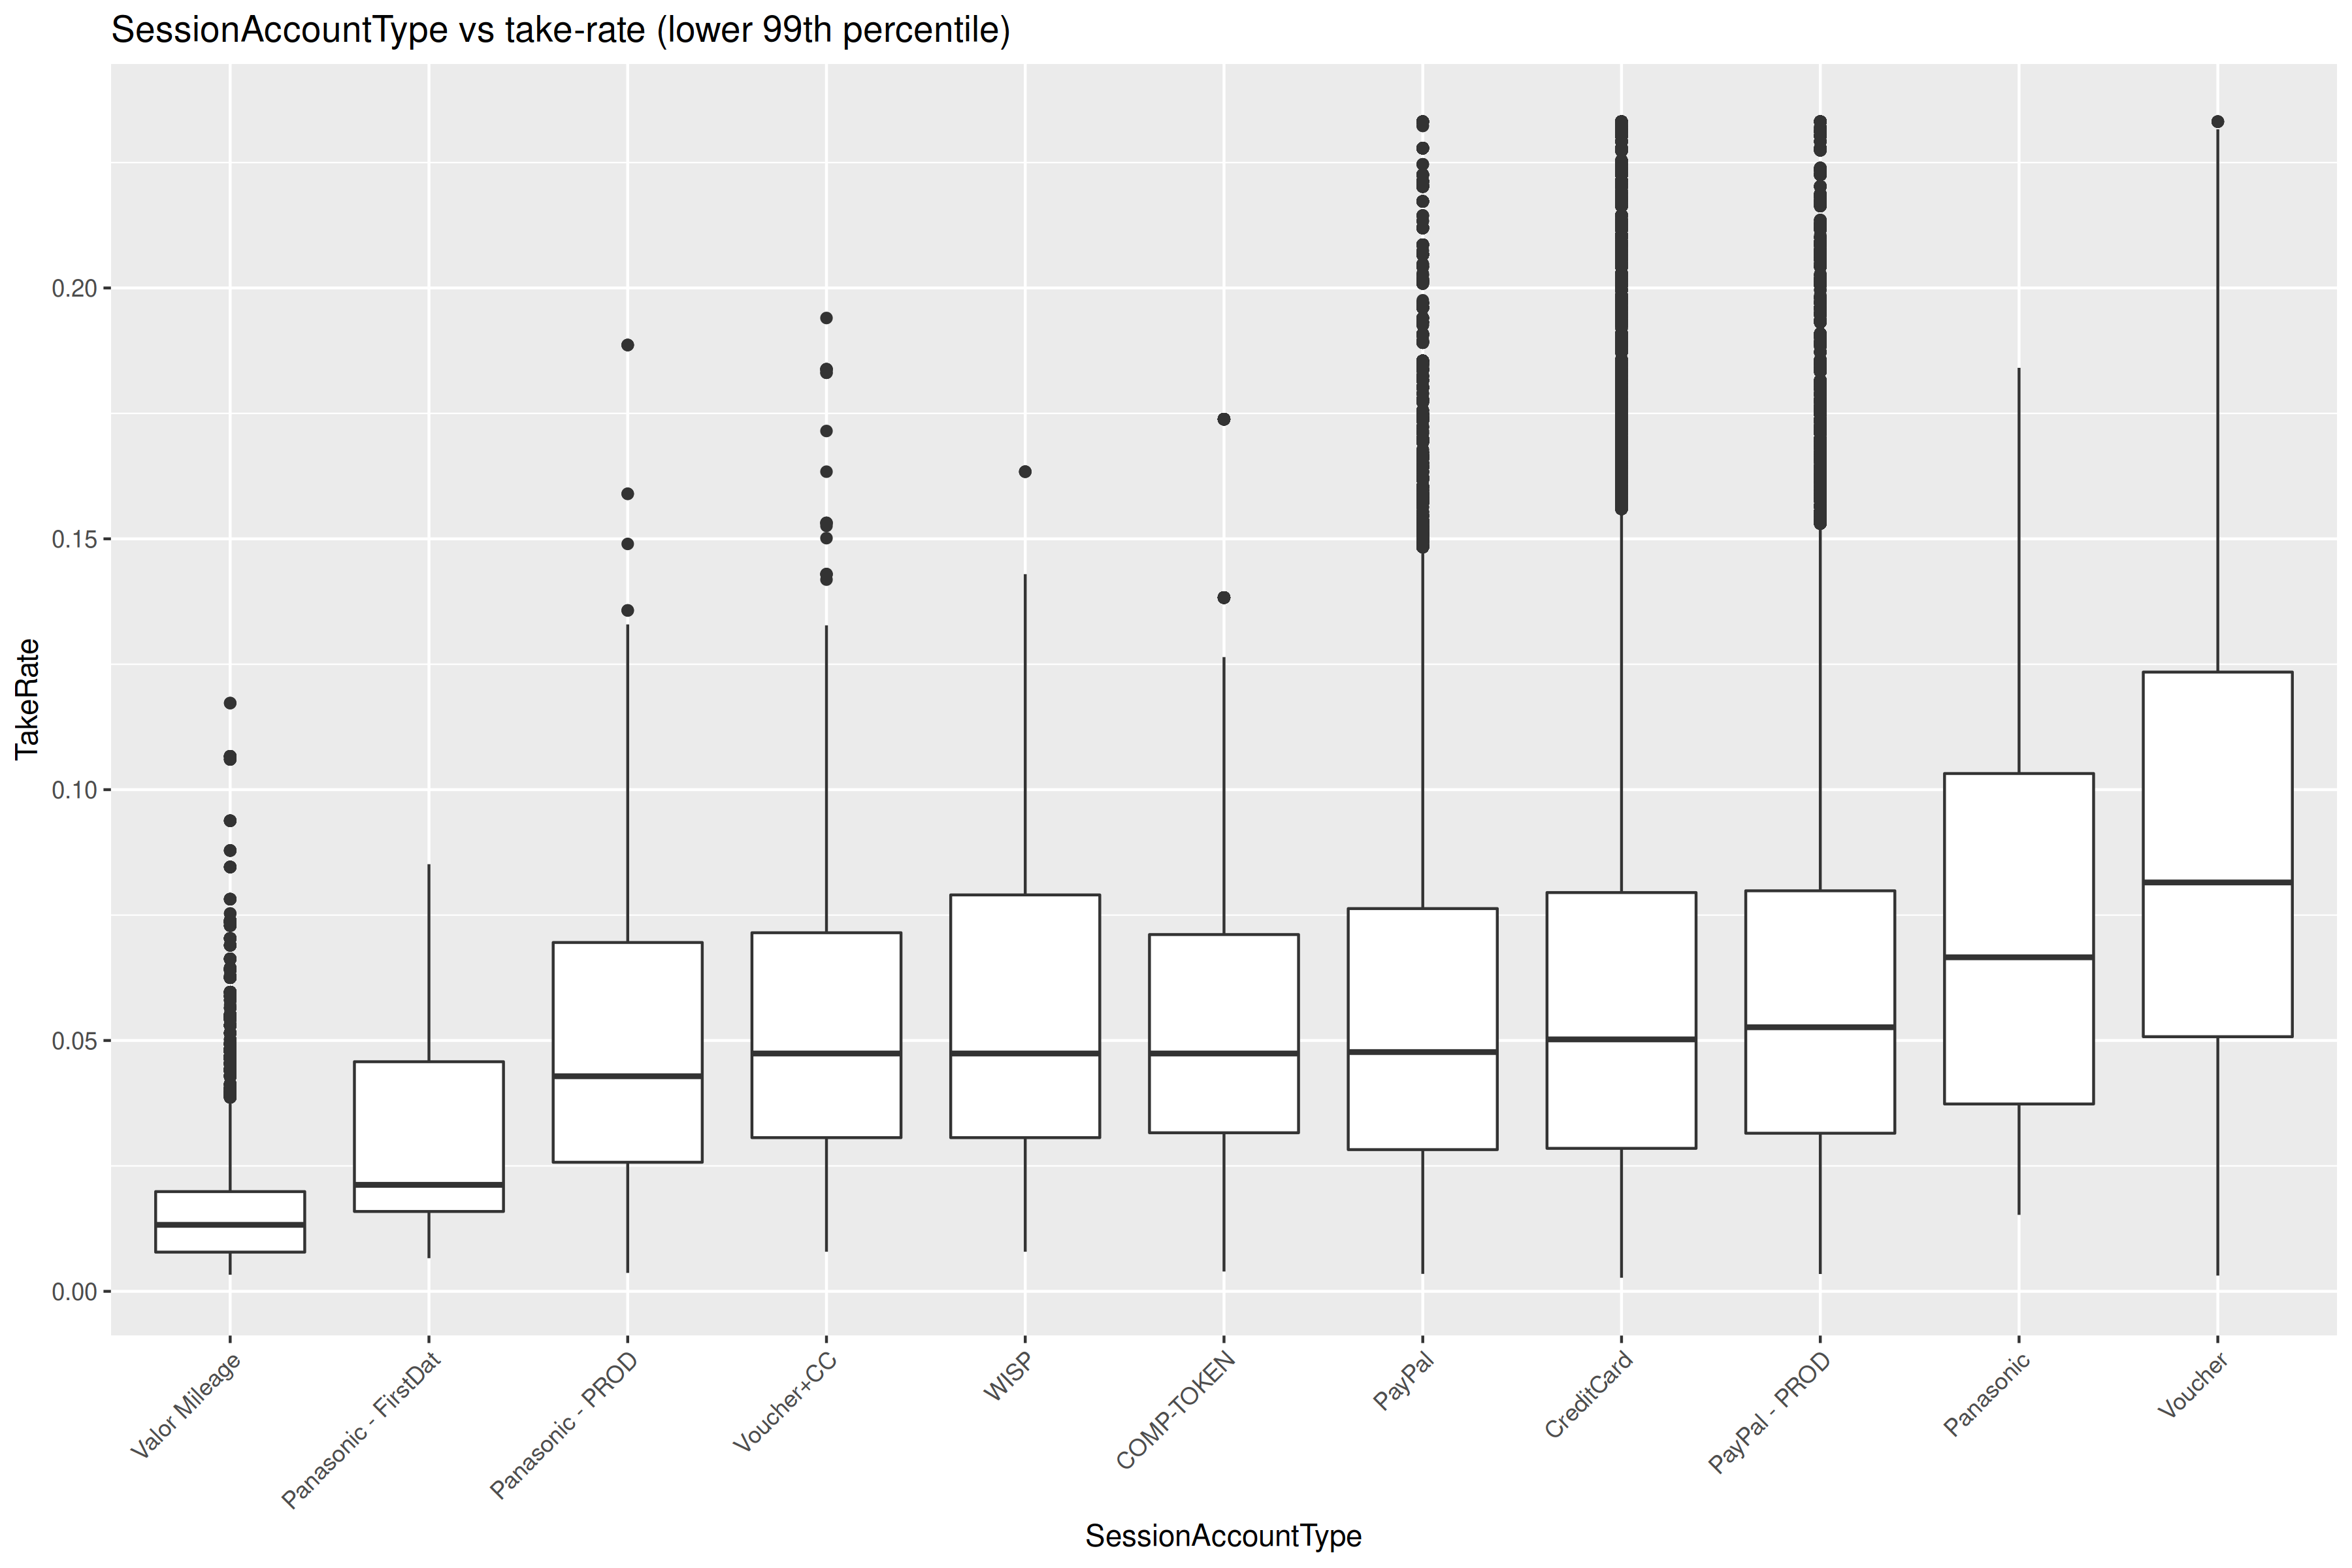 SessionAccountType vs take-rate (lower 99th percentile)
TakeRate
0.20
0.15
0.10
0.05
0.00
Valor Mileage
Panasonic - FirstDat
Panasonic - PROD
Voucher+CC
WISP
COMP-TOKEN
PayPal
CreditCard
PayPal - PROD
Panasonic
Voucher
SessionAccountType